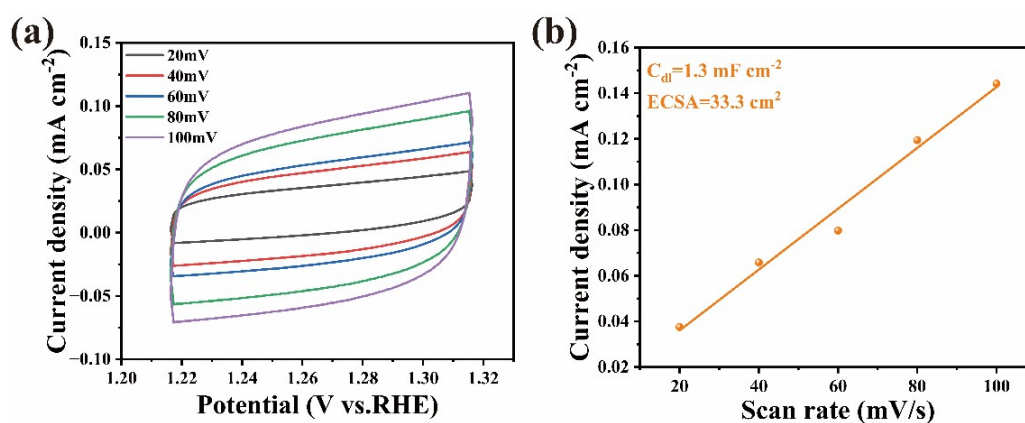 (a)
0.15
0.10
0.05
0.00
−0.05
−0.10
Current density (mA cm⁻²)
20mV
40mV
60mV
80mV
100mV
1.20 1.22 1.24 1.26 1.28 1.30 1.32
Potential (V vs.RHE)
(b)
0.16
0.14
0.12
0.10
0.08
0.06
0.04
0.02
Current density (mA cm⁻²)
C_dl=1.3 mF cm⁻²
ECSA=33.3 cm²
20 40 60 80 100
Scan rate (mV/s)